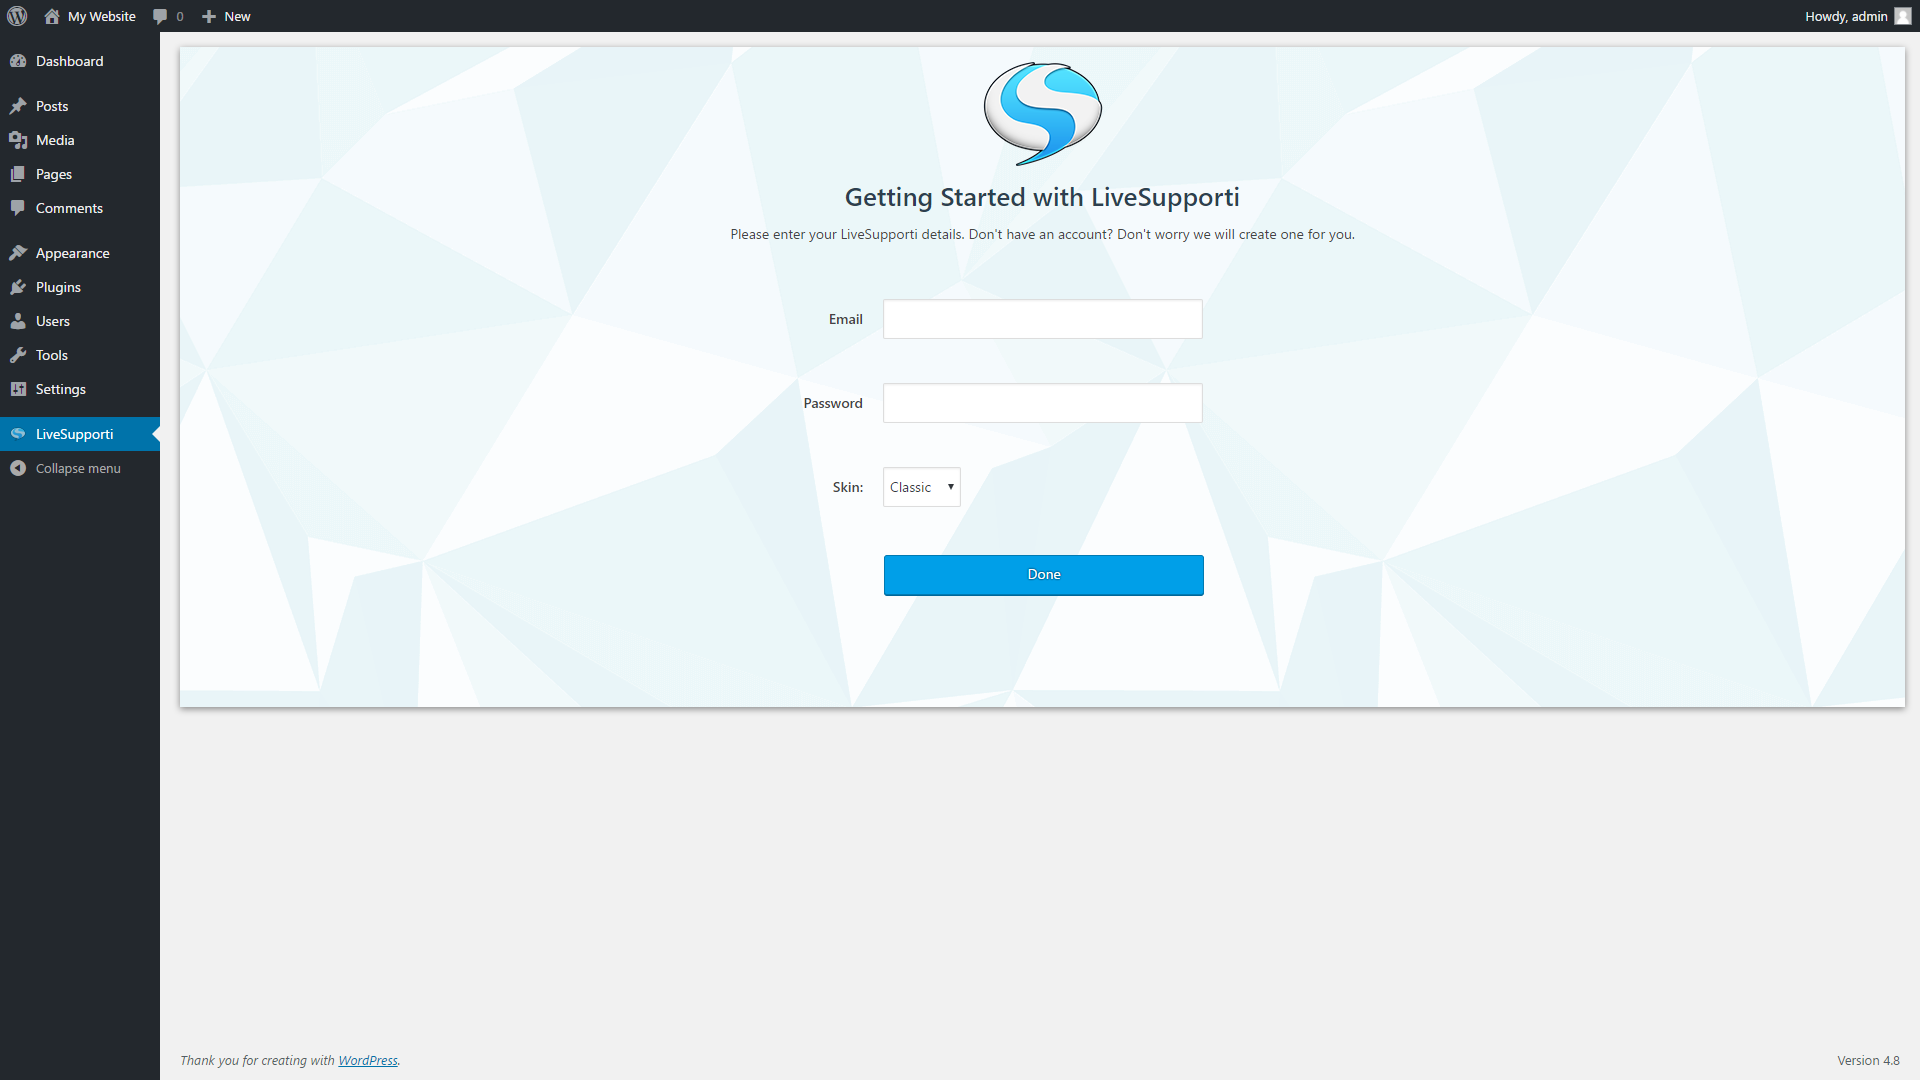 My Website
0
New
Howdy, admin
Dashboard
Posts
Media
Pages
Comments
Appearance
Plugins
Users
Tools
Settings
LiveSupporti
Collapse menu
Getting Started with LiveSupporti
Please enter your LiveSupporti details. Don't have an account? Don't worry we will create one for you.
Email
Password
Skin:
Classic
Done
Thank you for creating with WordPress.
Version 4.8